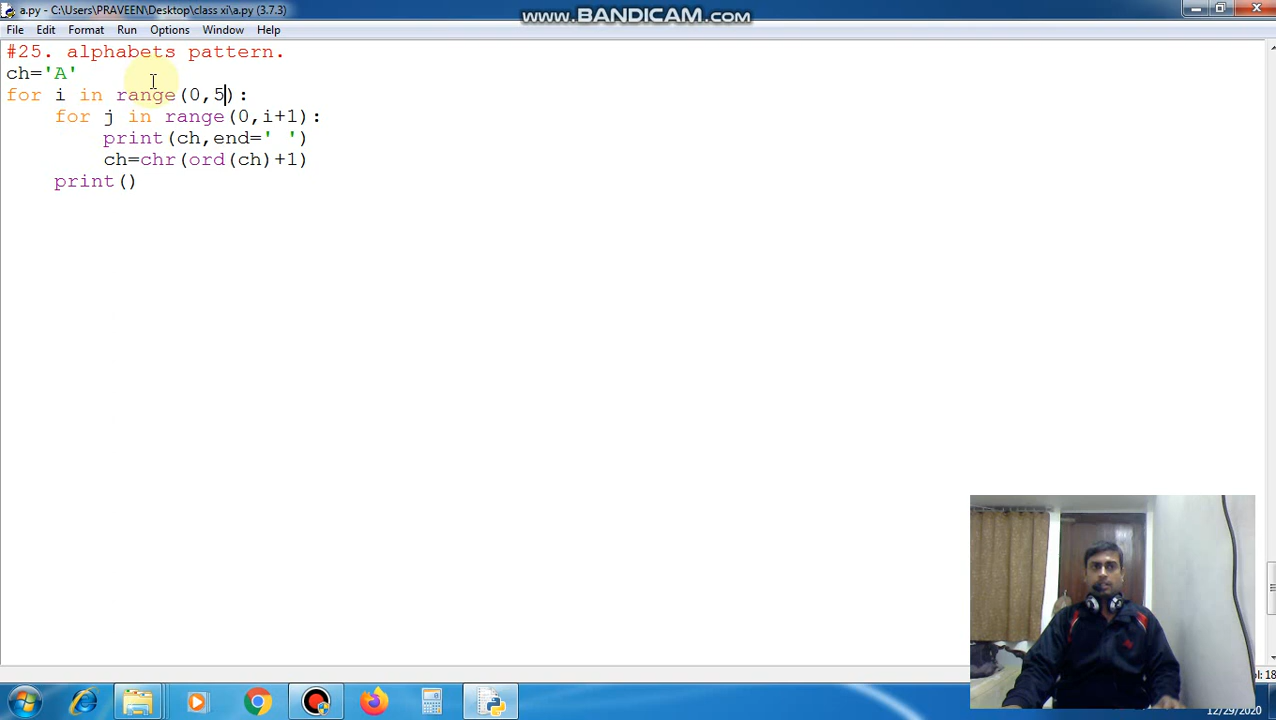 a.py - C:\Users\PRAVEEN\Desktop\class xi\a.py (3.7.3)
www.BANDICAM.com
File Edit Format Run Options Window Help
#25. alphabets pattern.
ch='A'
for i in range(0,5):
    for j in range(0,i+1):
        print(ch,end=' ')
        ch=chr(ord(ch)+1)
    print()
ol: 18
12/29/2020